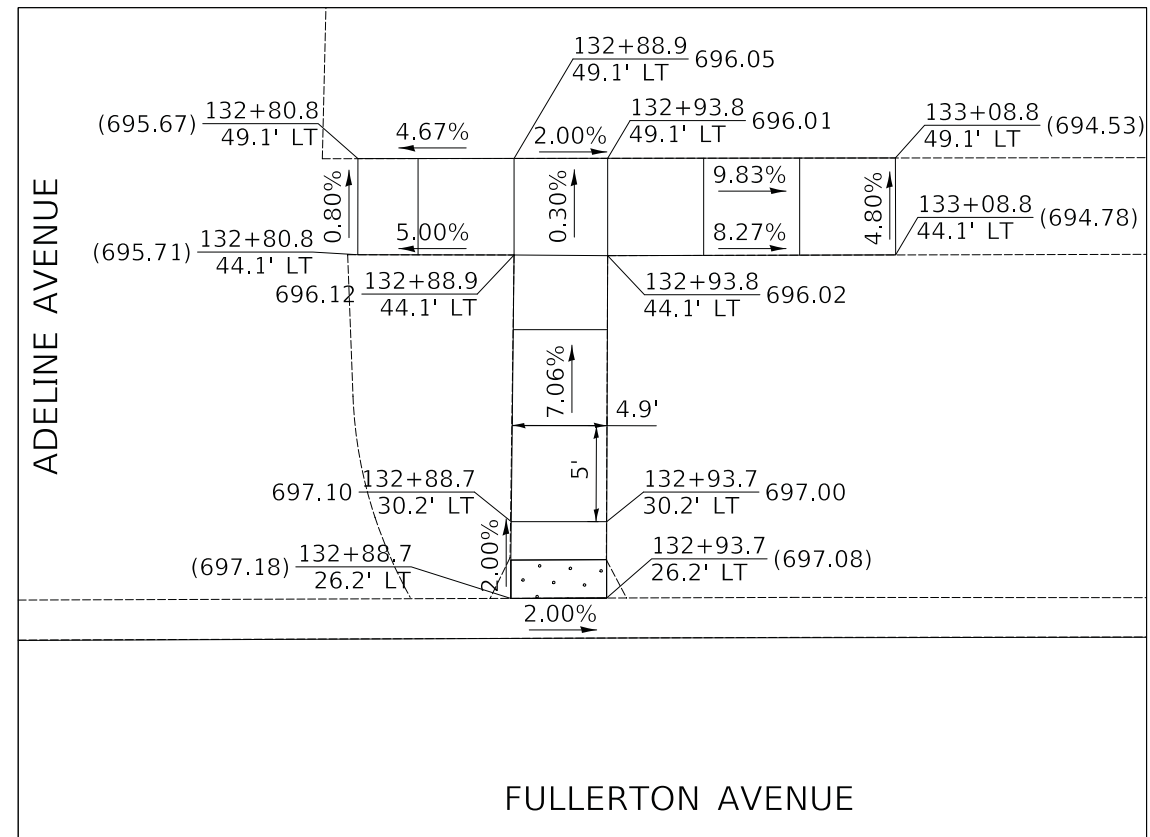 132+88.9
49.1' LT
696.05
(695.67)
132+80.8
49.1' LT
4.67%
2.00%
132+93.8
49.1' LT
696.01
133+08.8
49.1' LT
(694.53)
0.80%
0.30%
9.83%
4.80%
(695.71)
132+80.8
44.1' LT
5.00%
8.27%
133+08.8
44.1' LT
(694.78)
696.12
132+88.9
44.1' LT
132+93.8
44.1' LT
696.02
ADELINE AVENUE
7.06%
4.9'
5'
697.10
132+88.7
30.2' LT
132+93.7
30.2' LT
697.00
2.00%
(697.18)
132+88.7
26.2' LT
132+93.7
26.2' LT
(697.08)
2.00%
FULLERTON AVENUE